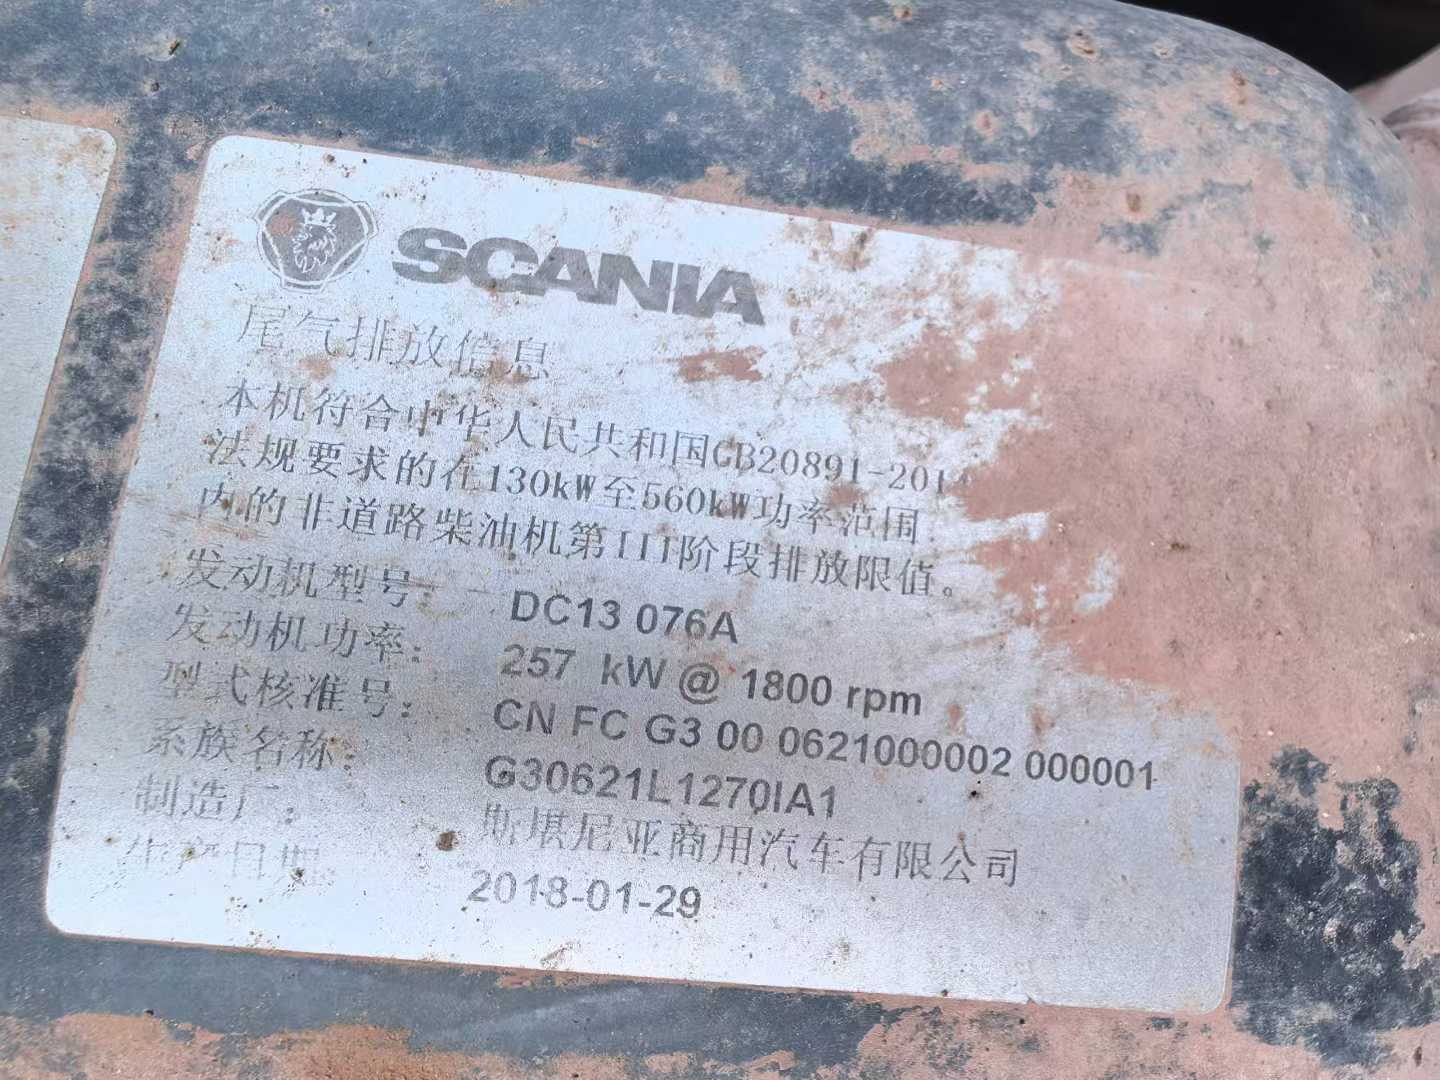 SCANIA
尾气排放信息
本机符合中华人民共和国GB20891-2014
法规要求的在130kW至560kW功率范围
内的非道路柴油机第III阶段排放限值。
发动机型号: DC13 076A
发动机功率: 257 kW @ 1800 rpm
型式核准号: CN FC G3 00 0621000002 000001
系族名称: G30621L1270IA1
制造厂: 斯堪尼亚商用汽车有限公司
生产日期: 2018-01-29